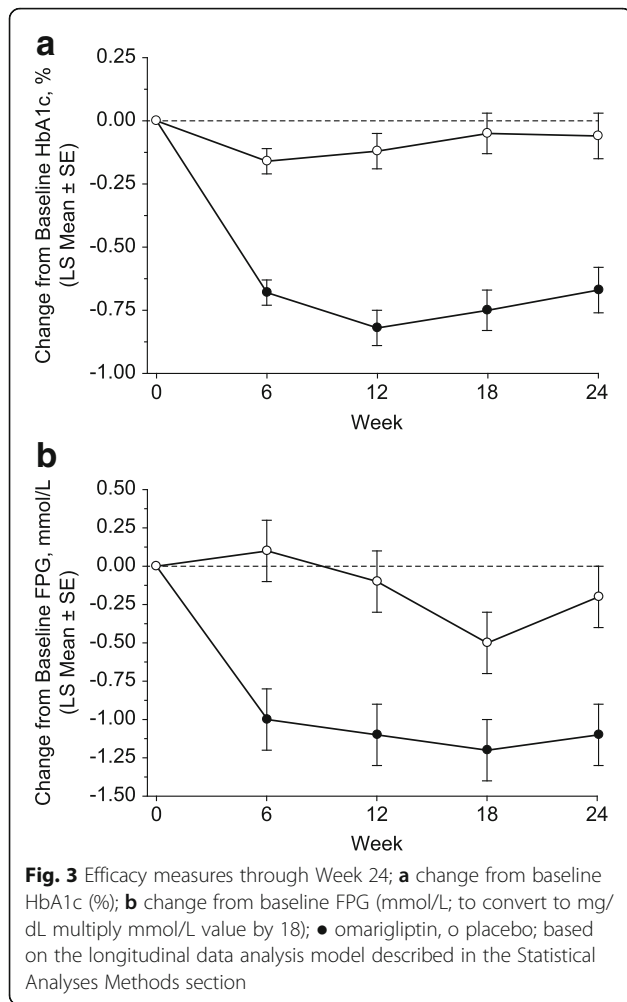 a
0.25
0.00
-0.25
-0.50
-0.75
-1.00
Change from Baseline HbA1c, %
(LS Mean ± SE)
0 6 12 18 24
Week
b
0.50
0.25
0.00
-0.25
-0.50
-0.75
-1.00
-1.25
-1.50
Change from Baseline FPG, mmol/L
(LS Mean ± SE)
0 6 12 18 24
Week
Fig. 3 Efficacy measures through Week 24; a change from baseline
HbA1c (%); b change from baseline FPG (mmol/L; to convert to mg/
dL multiply mmol/L value by 18); ● omarigliptin, o placebo; based
on the longitudinal data analysis model described in the Statistical
Analyses Methods section